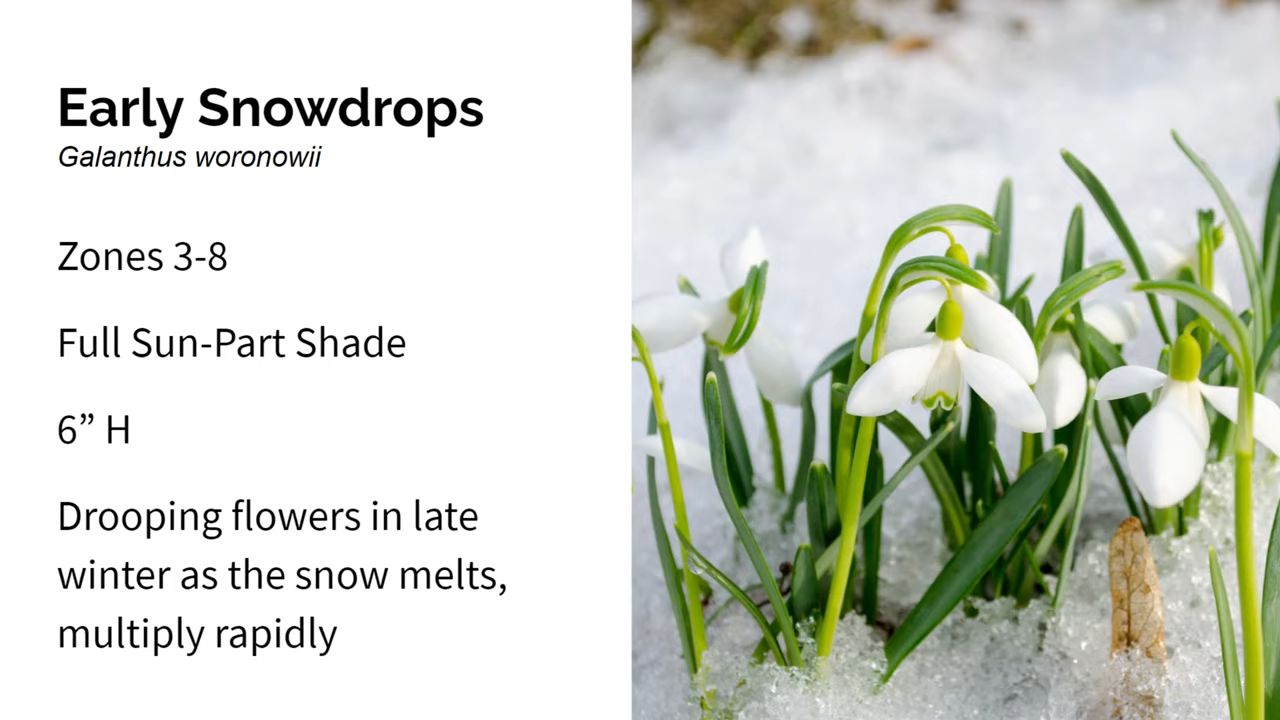 Early Snowdrops
Galanthus woronowii
Zones 3-8
Full Sun-Part Shade
6” H
Drooping flowers in late
winter as the snow melts,
multiply rapidly